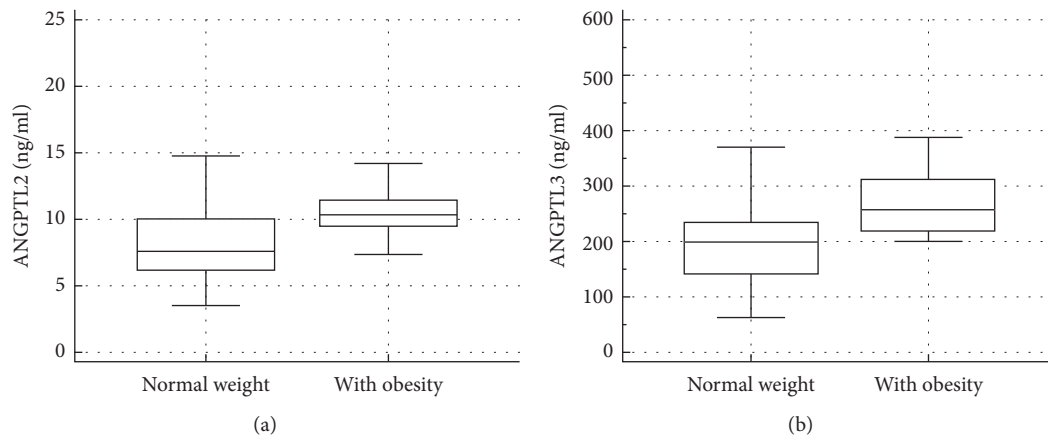 25
20
15
10
5
0
ANGPTL2 (ng/ml)
Normal weight
With obesity
(a)
600
500
400
300
200
100
0
ANGPTL3 (ng/ml)
Normal weight
With obesity
(b)